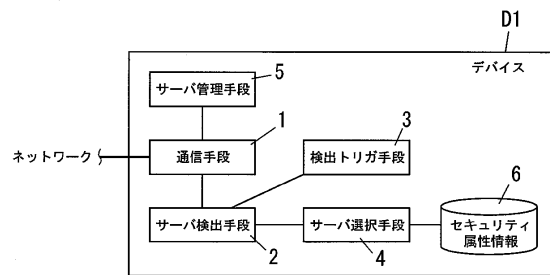 D1
デバイス
5
サーバ管理手段
1
3
ネットワーク
通信手段
検出トリガ手段
6
サーバ検出手段
サーバ選択手段
セキュリティ
属性情報
2
4